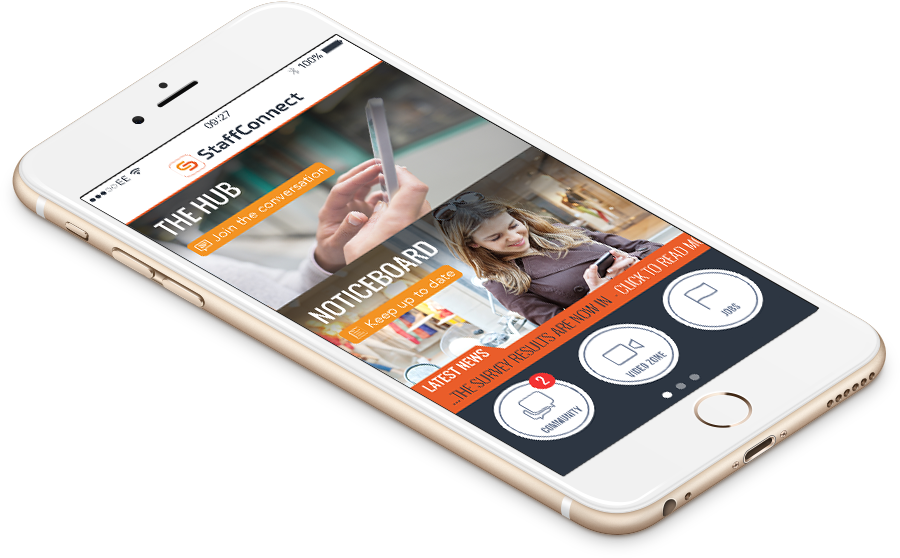 EE
09:27
100%
StaffConnect
THE HUB
Join the conversation
NOTICEBOARD
Keep up to date
LATEST NEWS
...THE SURVEY RESULTS ARE NOW IN CLICK TO READ M
2
COMMUNITY
VIDEO ZONE
JOBS